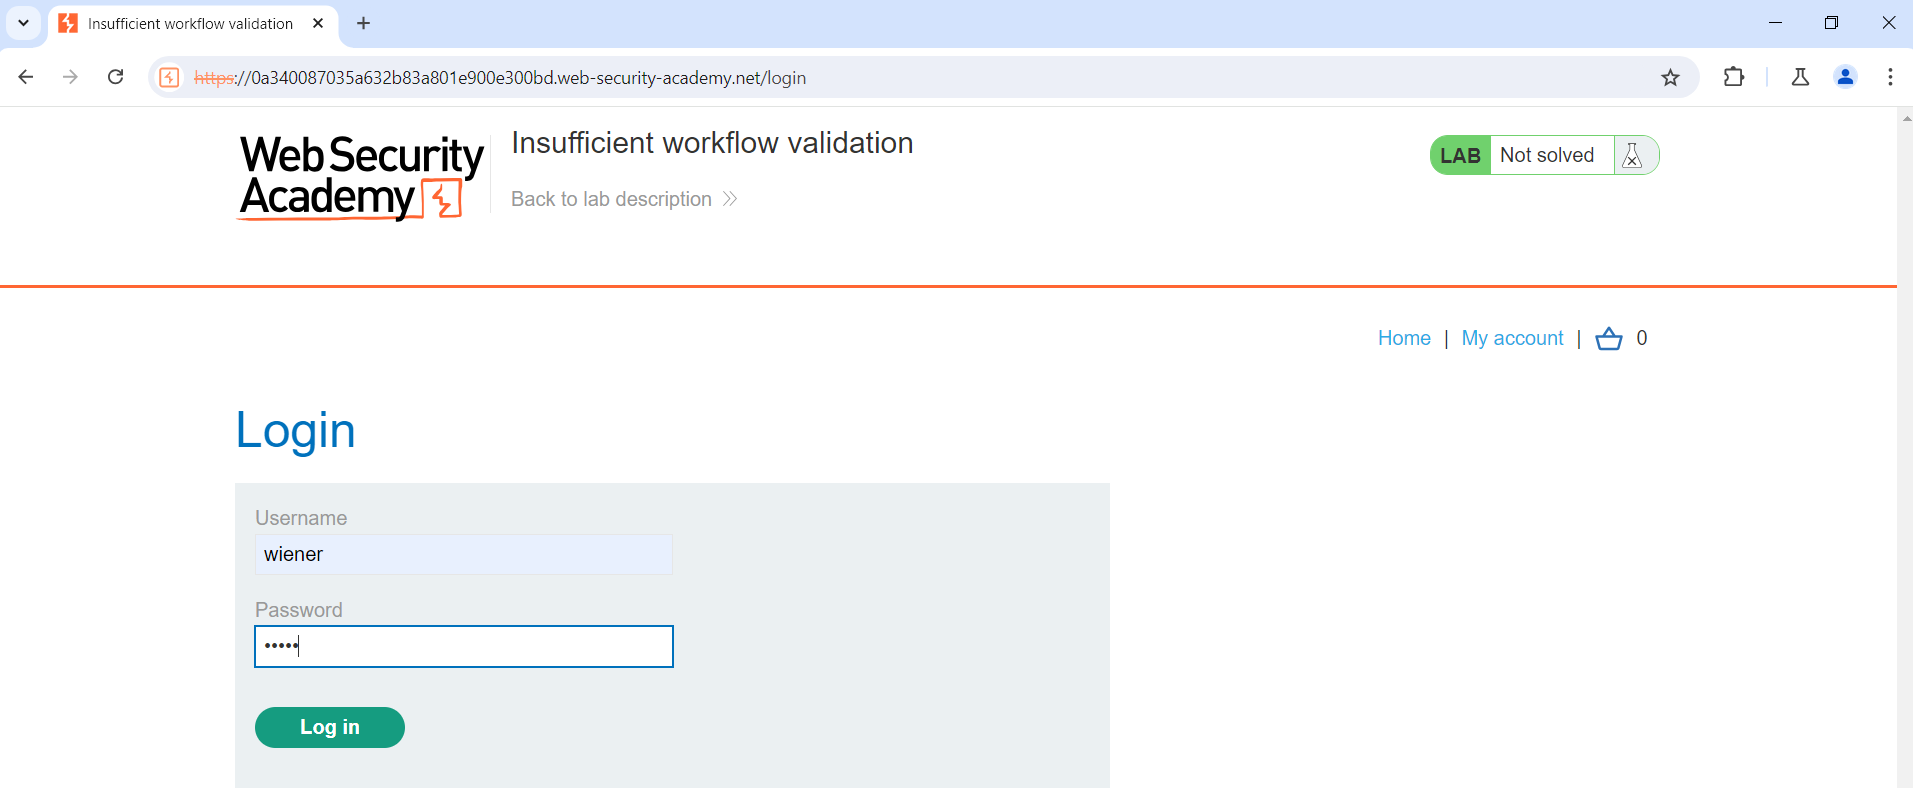 Insufficient workflow validation
https://0a340087035a632b83a801e900e300bd.web-security-academy.net/login
Web Security
Academy
Insufficient workflow validation
Back to lab description
LAB Not solved
Home | My account | 0
Login
Username
wiener
Password
•••••
Log in